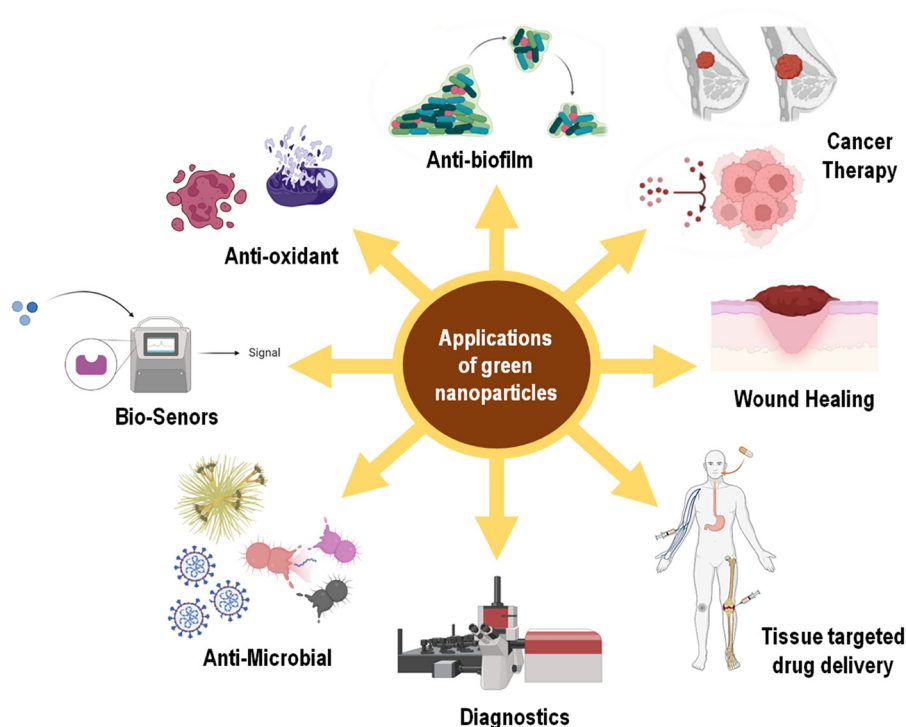 Anti-biofilm
Cancer
Therapy
Anti-oxidant
Applications
of green
nanoparticles
Signal
Bio-Senors
Wound Healing
Anti-Microbial
Tissue targeted
drug delivery
Diagnostics